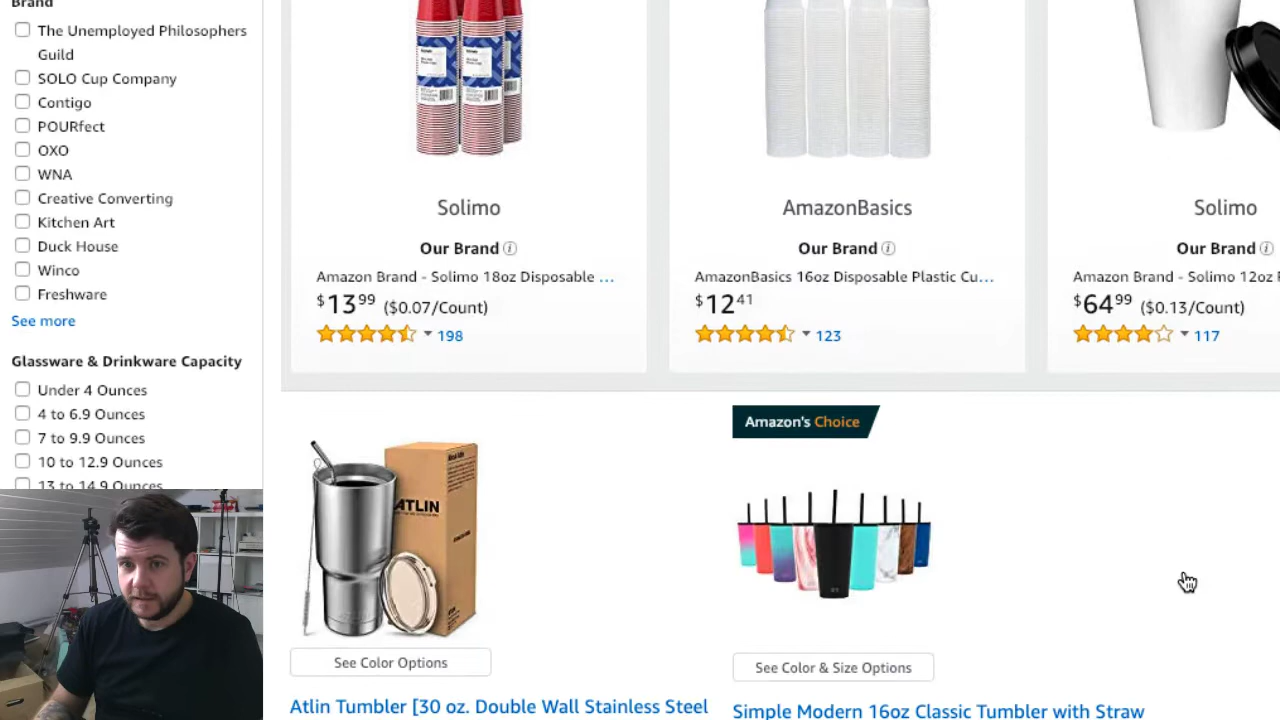 Brand
The Unemployed Philosophers
Guild
SOLO Cup Company
Contigo
POURfect
OXO
WNA
Creative Converting
Kitchen Art
Duck House
Winco
Freshware
See more
Glassware & Drinkware Capacity
Under 4 Ounces
4 to 6.9 Ounces
7 to 9.9 Ounces
10 to 12.9 Ounces
13 to 14.9 Ounces
Solimo
Our Brand
Amazon Brand - Solimo 18oz Disposable ...
$13 99 ($0.07/Count)
198
AmazonBasics
Our Brand
AmazonBasics 16oz Disposable Plastic Cu...
$12 41
123
Solimo
Our Brand
Amazon Brand - Solimo 12oz
$64 99 ($0.13/Count)
117
ATLIN
See Color Options
Atlin Tumbler [30 oz. Double Wall Stainless Steel
Amazon's Choice
See Color & Size Options
Simple Modern 16oz Classic Tumbler with Straw